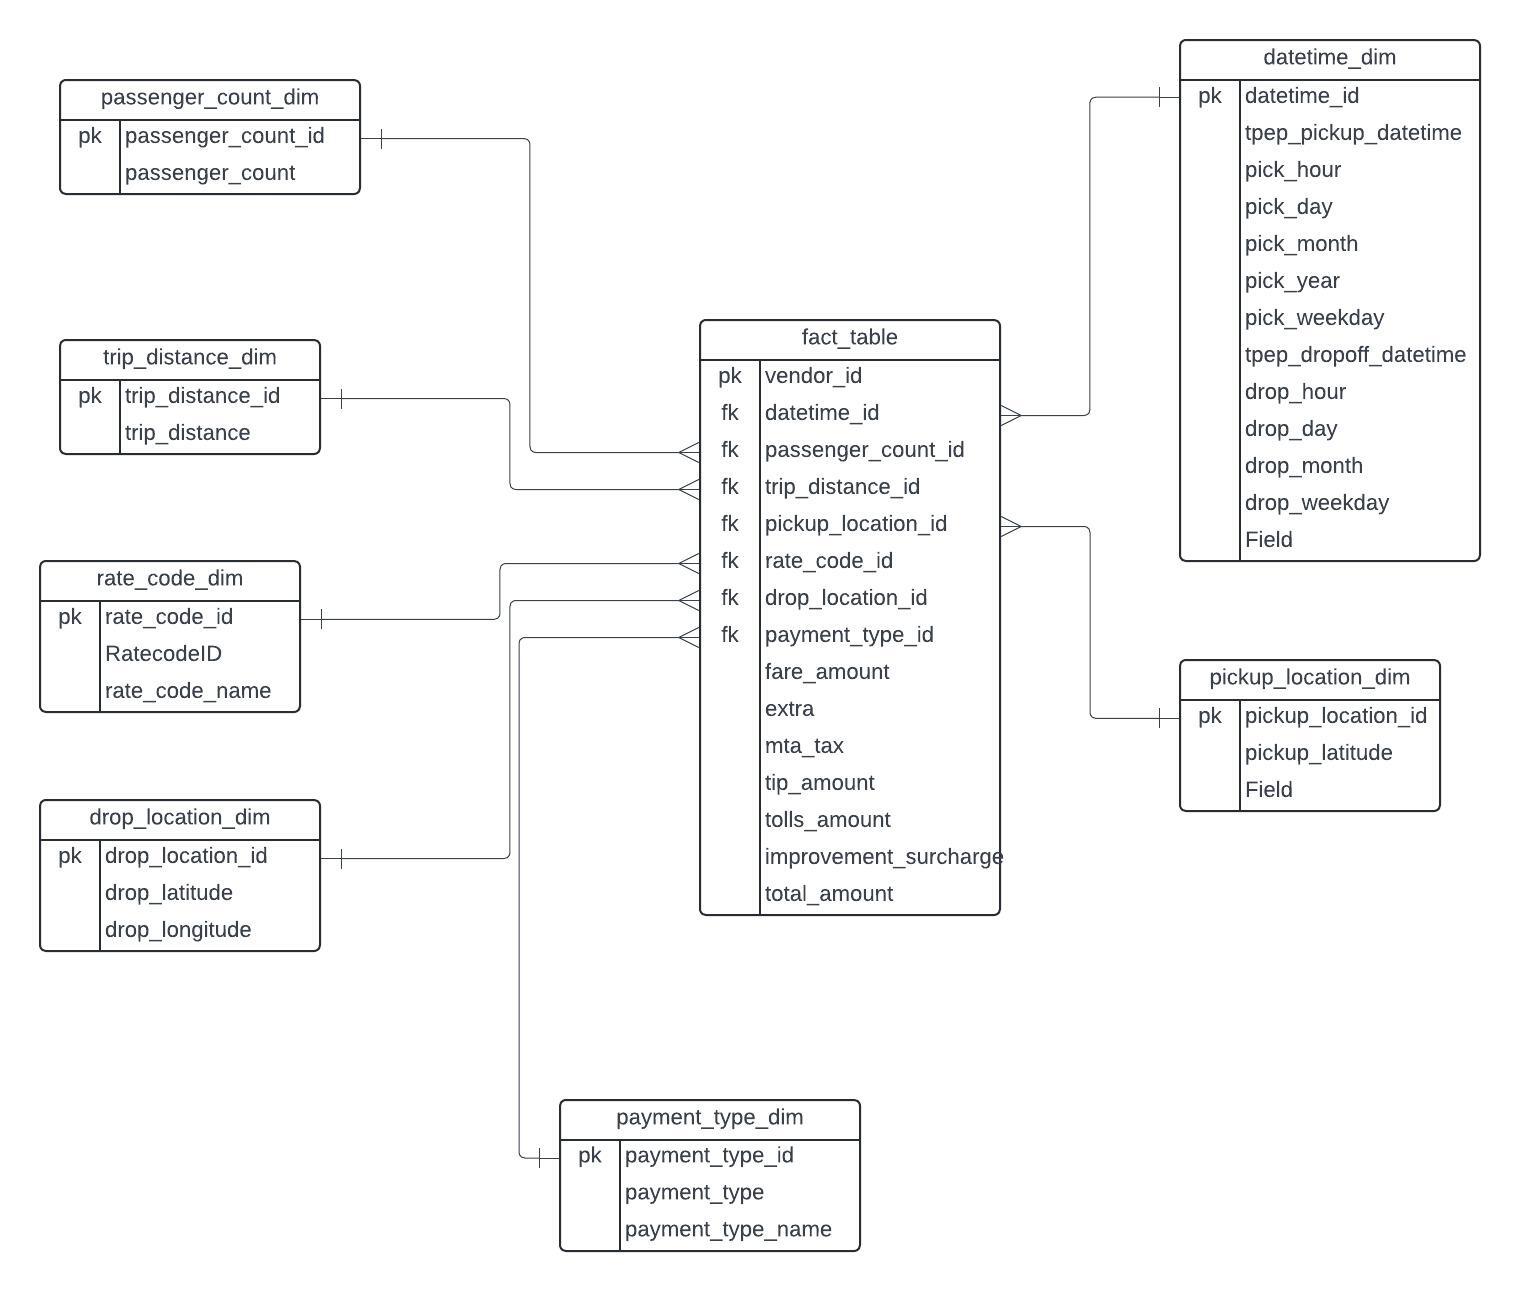 passenger_count_dim
pk passenger_count_id
passenger_count
trip_distance_dim
pk trip_distance_id
trip_distance
rate_code_dim
pk rate_code_id
RatecodeID
rate_code_name
drop_location_dim
pk drop_location_id
drop_latitude
drop_longitude
fact_table
pk vendor_id
fk datetime_id
fk passenger_count_id
fk trip_distance_id
fk pickup_location_id
fk rate_code_id
fk drop_location_id
fk payment_type_id
fare_amount
extra
mta_tax
tip_amount
tolls_amount
improvement_surcharge
total_amount
payment_type_dim
pk payment_type_id
payment_type
payment_type_name
datetime_dim
pk datetime_id
tpep_pickup_datetime
pick_hour
pick_day
pick_month
pick_year
pick_weekday
tpep_dropoff_datetime
drop_hour
drop_day
drop_month
drop_weekday
Field
pickup_location_dim
pk pickup_location_id
pickup_latitude
Field